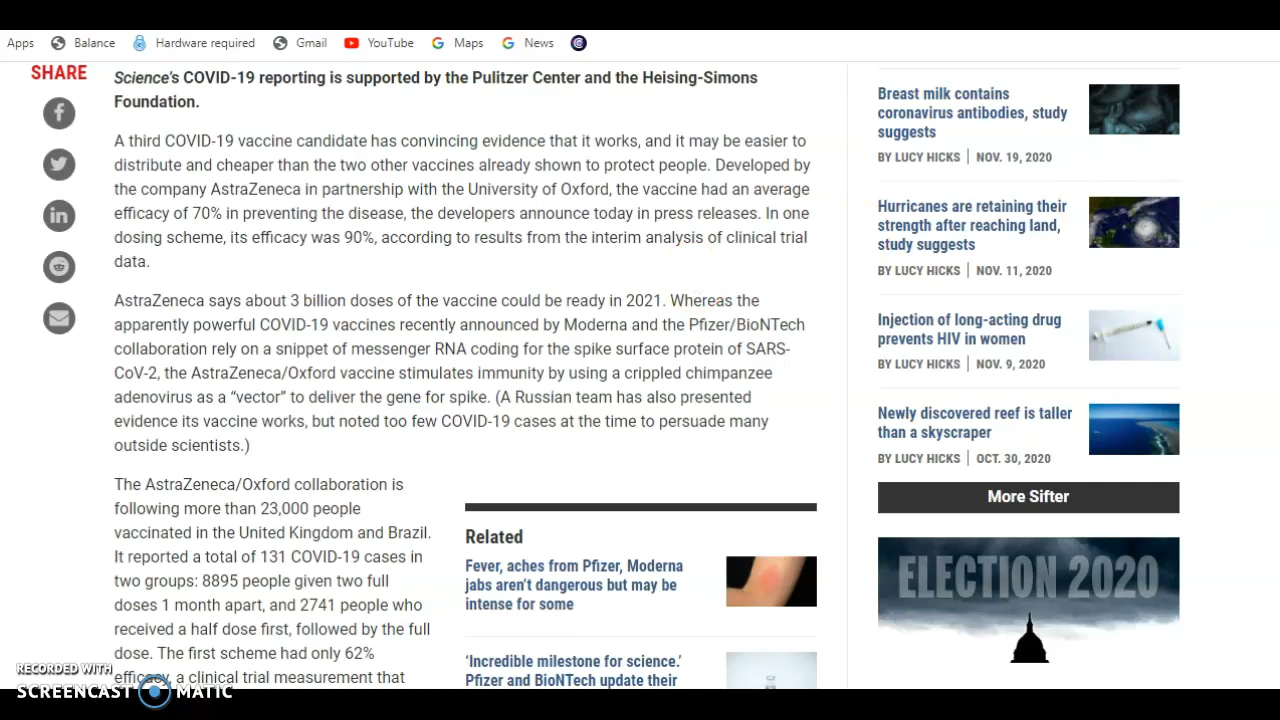 Apps Balance Hardware required Gmail YouTube Maps News
SHARE
Science's COVID-19 reporting is supported by the Pulitzer Center and the Heising-Simons
Foundation.
A third COVID-19 vaccine candidate has convincing evidence that it works, and it may be easier to
distribute and cheaper than the two other vaccines already shown to protect people. Developed by
the company AstraZeneca in partnership with the University of Oxford, the vaccine had an average
efficacy of 70% in preventing the disease, the developers announce today in press releases. In one
dosing scheme, its efficacy was 90%, according to results from the interim analysis of clinical trial
data.
AstraZeneca says about 3 billion doses of the vaccine could be ready in 2021. Whereas the
apparently powerful COVID-19 vaccines recently announced by Moderna and the Pfizer/BioNTech
collaboration rely on a snippet of messenger RNA coding for the spike surface protein of SARS-
CoV-2, the AstraZeneca/Oxford vaccine stimulates immunity by using a crippled chimpanzee
adenovirus as a “vector” to deliver the gene for spike. (A Russian team has also presented
evidence its vaccine works, but noted too few COVID-19 cases at the time to persuade many
outside scientists.)
The AstraZeneca/Oxford collaboration is
following more than 23,000 people
vaccinated in the United Kingdom and Brazil.
It reported a total of 131 COVID-19 cases in
two groups: 8895 people given two full
doses 1 month apart, and 2741 people who
received a half dose first, followed by the full
dose. The first scheme had only 62%
efficacy, a clinical trial measurement that
Related
Fever, aches from Pfizer, Moderna
jabs aren't dangerous but may be
intense for some
'Incredible milestone for science.'
Pfizer and BioNTech update their
Breast milk contains
coronavirus antibodies, study
suggests
BY LUCY HICKS | NOV. 19, 2020
Hurricanes are retaining their
strength after reaching land,
study suggests
BY LUCY HICKS | NOV. 11, 2020
Injection of long-acting drug
prevents HIV in women
BY LUCY HICKS | NOV. 9, 2020
Newly discovered reef is taller
than a skyscraper
BY LUCY HICKS | OCT. 30, 2020
More Sifter
ELECTION 2020
RECORDED WITH
SCREENCAST MATIC